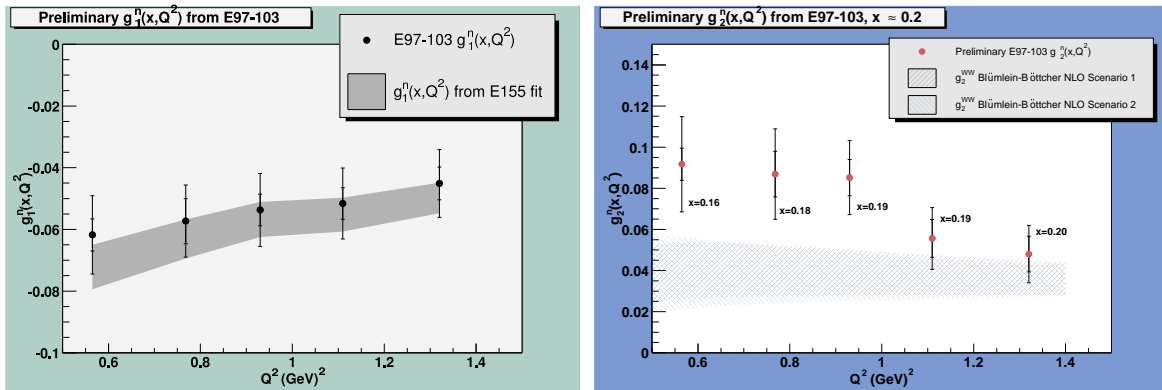 Preliminary g₁ⁿ(x,Q²) from E97-103
E97-103 g₁ⁿ(x,Q²)
g₁ⁿ(x,Q²) from E155 fit
g₁ⁿ(x,Q²)
0
-0.02
-0.04
-0.06
-0.08
-0.1
0.6 0.8 1 1.2 1.4
Q² (GeV)²
Preliminary g₂ⁿ(x,Q²) from E97-103, x ≈ 0.2
Preliminary E97-103 g₂ⁿ(x,Q²)
g₂ᵂᵂ Blümlein-Böttcher NLO Scenario 1
g₂ᵂᵂ Blümlein-Böttcher NLO Scenario 2
g₂ⁿ(x,Q²)
0.14
0.12
0.1
0.08
0.06
0.04
0.02
0
x=0.16
x=0.18
x=0.19
x=0.19
x=0.20
0.6 0.8 1 1.2 1.4
Q² (GeV)²